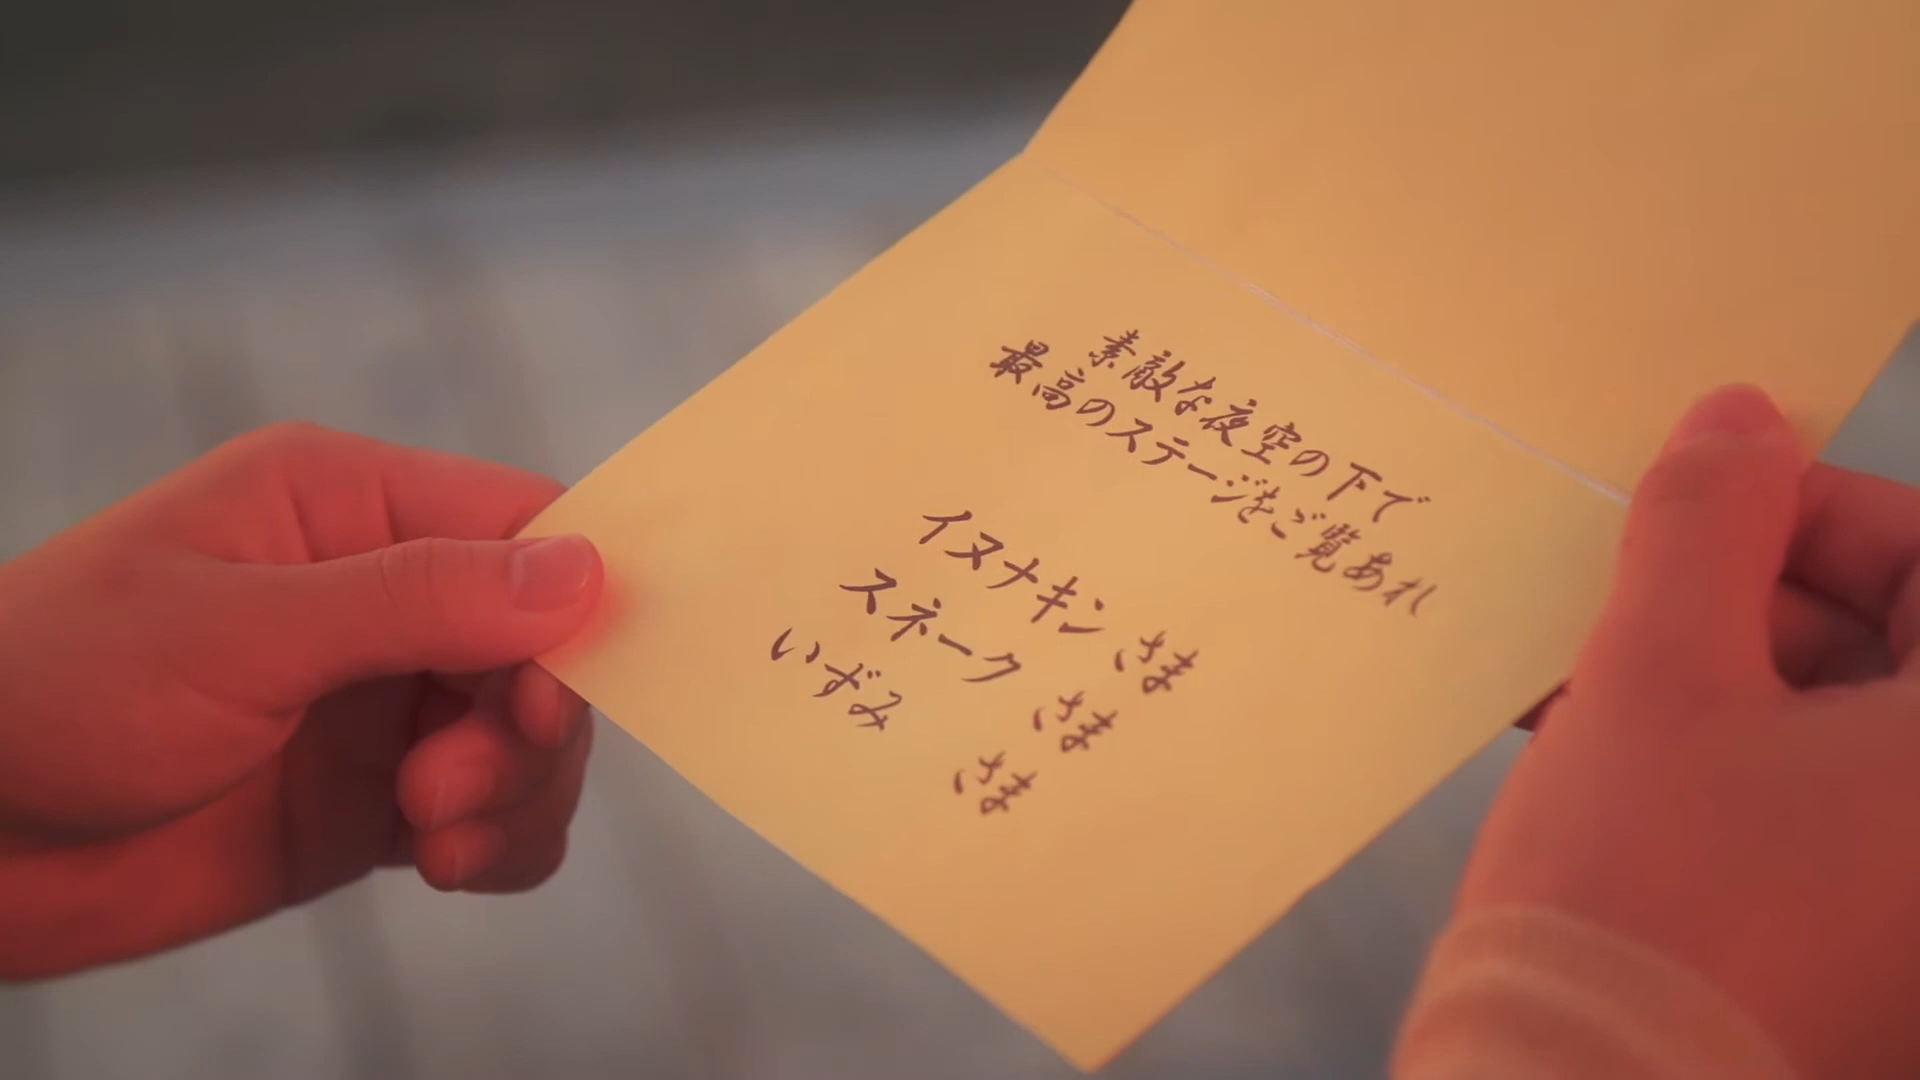 素敵な夜空の下で
最高のステージをご覧あれ
イヌナキン さま
スネーク さま
いずみ さま